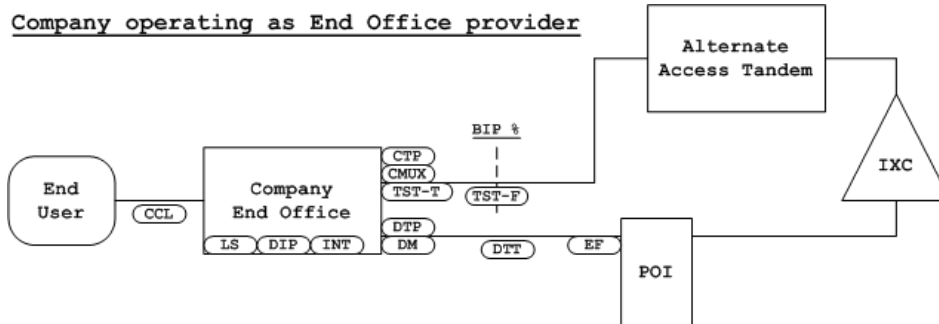 Company operating as End Office provider
Alternate
Access Tandem
BIP %
IXC
CTP
CMUX
TST-T
TST-F
End
User
CCL
Company
End Office
LS
DIP
INT
DTP
DM
DTT
EF
POI